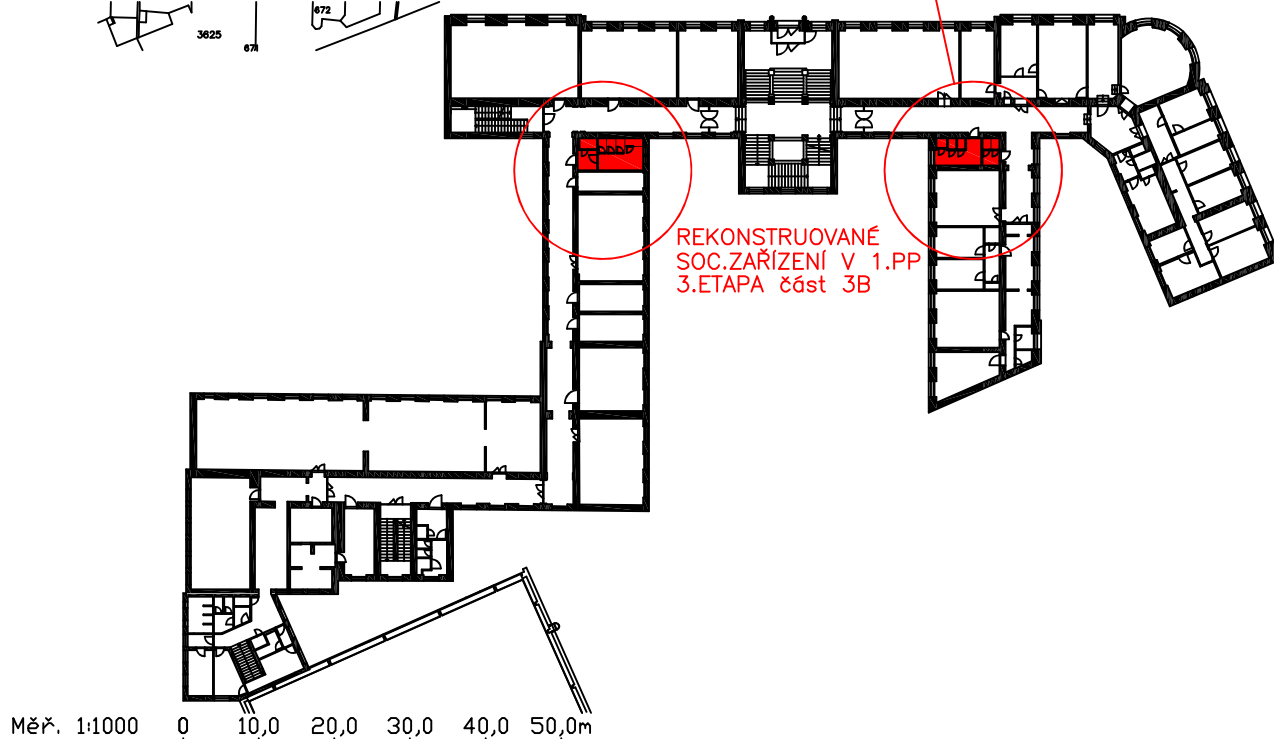 672
3625
671
REKONSTRUOVANÉ
SOC.ZAŘÍZENÍ V 1.PP
3.ETAPA část 3B
Měř. 1:1000 0 10,0 20,0 30,0 40,0 50,0m